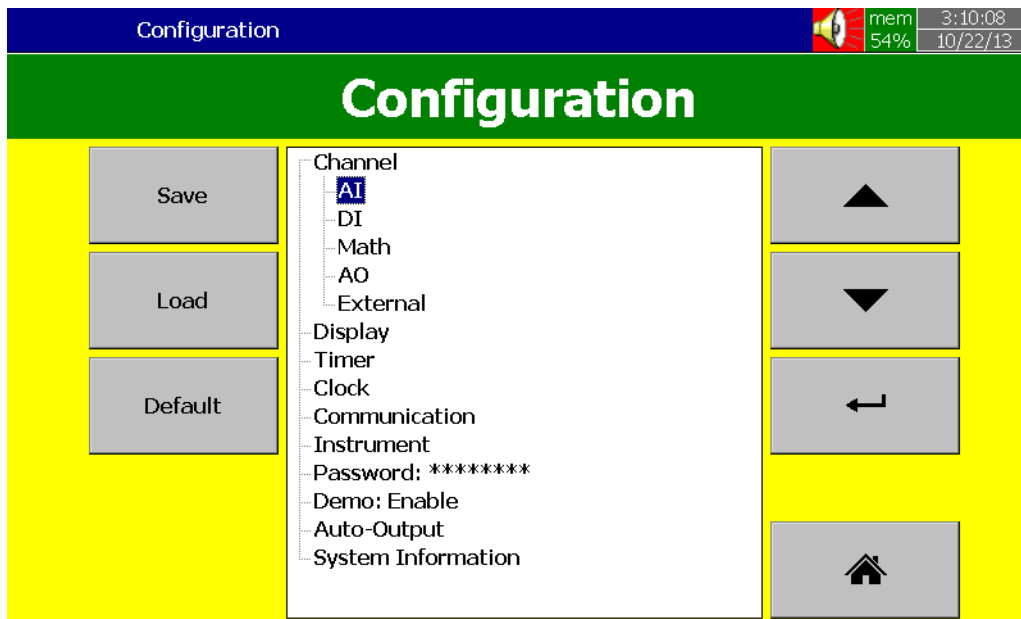 Configuration
mem 3:10:08
54% 10/22/13
Configuration
Save
Load
Default
Channel
AI
DI
Math
AO
External
Display
Timer
Clock
Communication
Instrument
Password: ********
Demo: Enable
Auto-Output
System Information